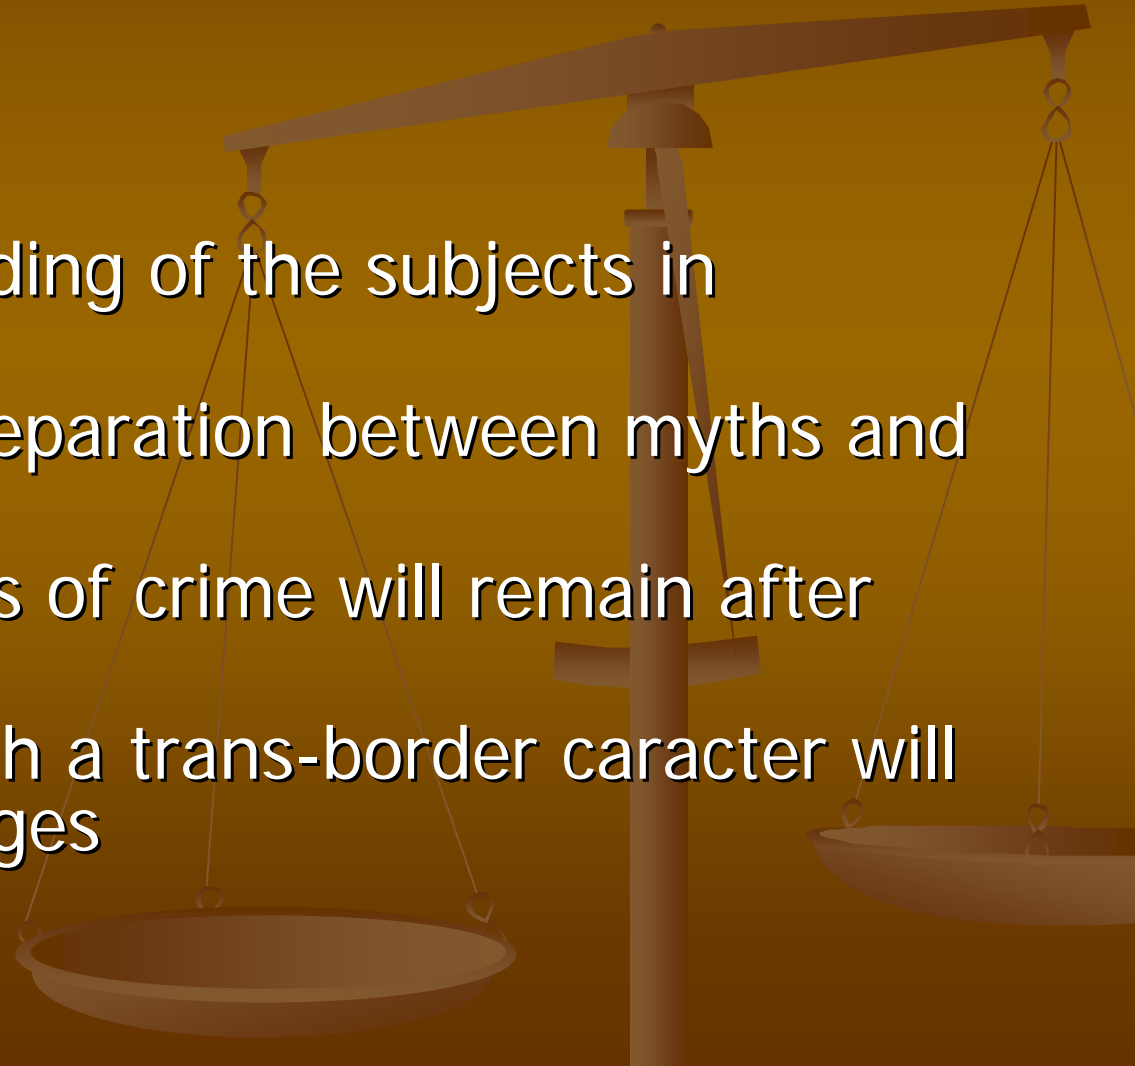 ding of the subjects in
eparation between myths and
s of crime will remain after
h a trans-border caracter will
ges